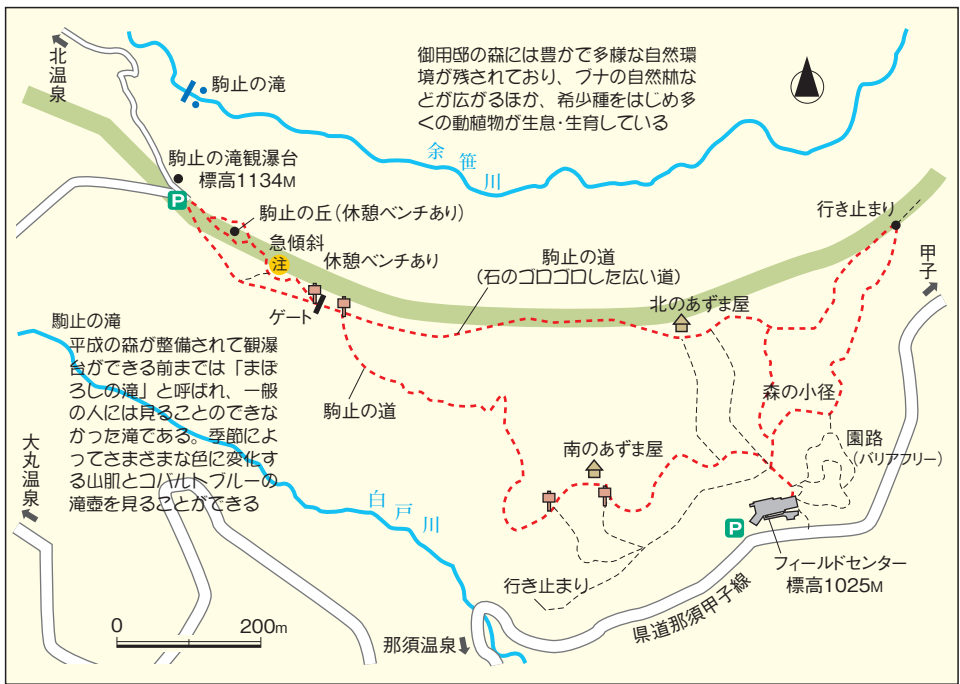 北温泉
駒止の滝
御用邸の森には豊かで多様な自然環
境が残されており、ブナの自然林な
どが広がるほか、希少種をはじめ多
くの動植物が生息・生育している
余笹川
駒止の滝観瀑台
標高1134M
P
駒止の丘(休憩ベンチあり)
急傾斜
注
休憩ベンチあり
ゲート
駒止の道
(石のゴロゴロした広い道)
行き止まり
甲子
北のあずま屋
駒止の滝
平成の森が整備されて観瀑
台ができる前までは「まぼ
ろしの滝」と呼ばれ、一般
の人には見ることのできな
かった滝である。季節によ
ってさまざまな色に変化す
る山肌とコバルトブルーの
滝壺を見ることができる
駒止の道
森の小径
園路
(バリアフリー)
南のあずま屋
大丸温泉
白戸川
P
フィールドセンター
標高1025M
行き止まり
県道那須甲子線
0
200m
那須温泉